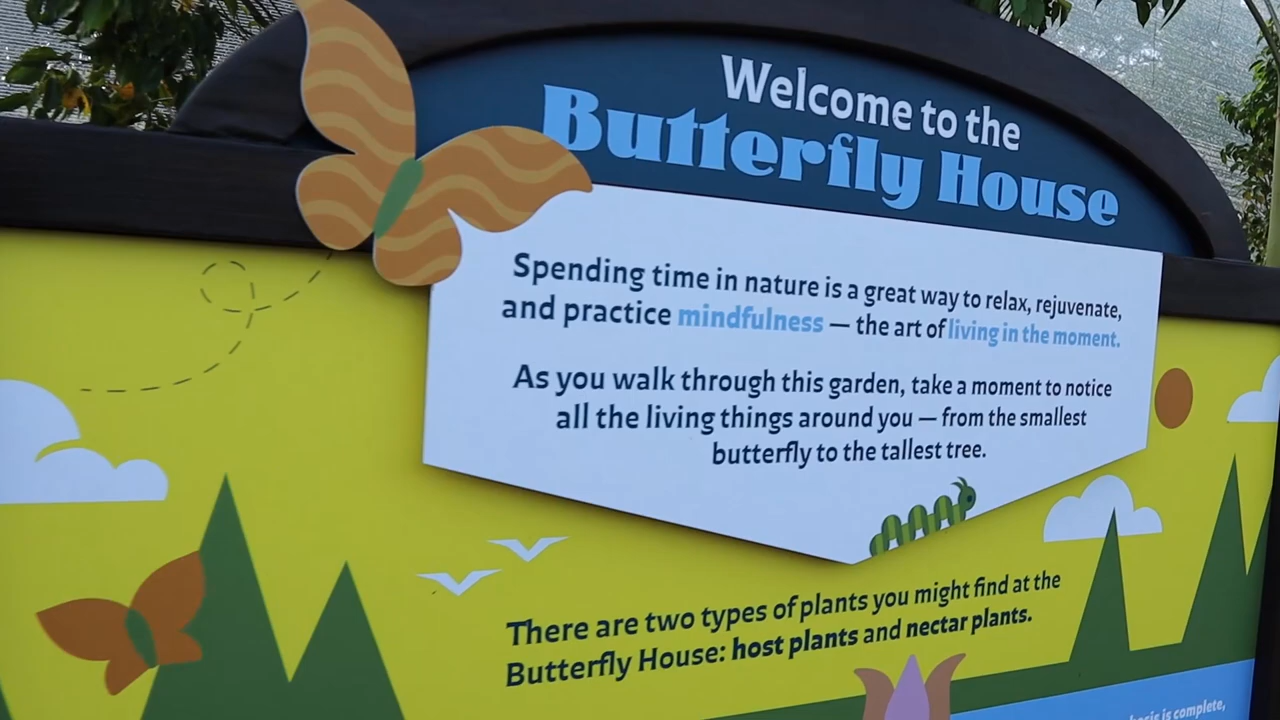 Welcome to the
Butterfly House
Spending time in nature is a great way to relax, rejuvenate,
and practice mindfulness — the art of living in the moment.
As you walk through this garden, take a moment to notice
all the living things around you — from the smallest
butterfly to the tallest tree.
There are two types of plants you might find at the
Butterfly House: host plants and nectar plants.
is complete,